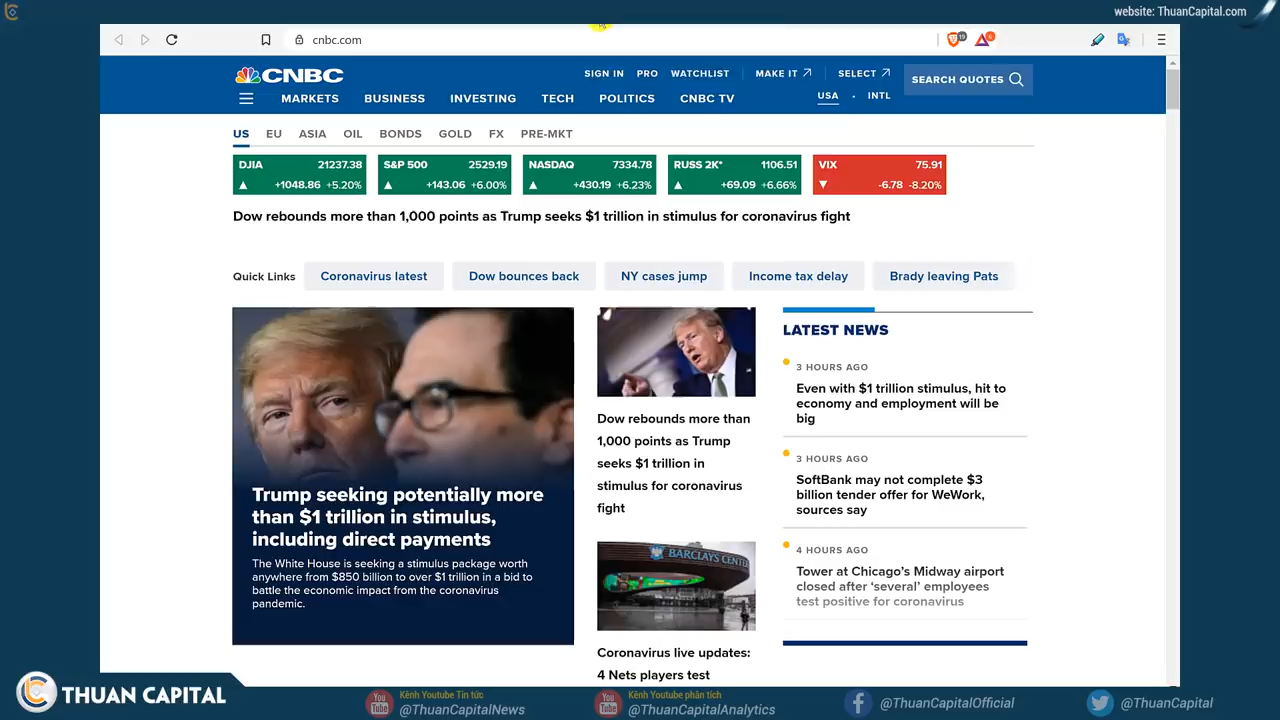 website: ThuanCapital.com
cnbc.com
CNBC
SIGN IN PRO WATCHLIST MAKE IT SELECT
SEARCH QUOTES
MARKETS BUSINESS INVESTING TECH POLITICS CNBC TV
USA - INTL
US EU ASIA OIL BONDS GOLD FX PRE-MKT
DJIA 21237.38
+1048.86 +5.20%
S&P 500 2529.19
+143.06 +6.00%
NASDAQ 7334.78
+430.19 +6.23%
RUSS 2K* 1106.51
+69.09 +6.66%
VIX 75.91
-6.78 -8.20%
Dow rebounds more than 1,000 points as Trump seeks $1 trillion in stimulus for coronavirus fight
Quick Links
Coronavirus latest
Dow bounces back
NY cases jump
Income tax delay
Brady leaving Pats
Trump seeking potentially more
than $1 trillion in stimulus,
including direct payments
The White House is seeking a stimulus package worth
anywhere from $850 billion to over $1 trillion in a bid to
battle the economic impact from the coronavirus
pandemic.
Dow rebounds more than
1,000 points as Trump
seeks $1 trillion in
stimulus for coronavirus
fight
BARCLAYS CENTER
Coronavirus live updates:
4 Nets players test
LATEST NEWS
3 HOURS AGO
Even with $1 trillion stimulus, hit to
economy and employment will be
big
3 HOURS AGO
SoftBank may not complete $3
billion tender offer for WeWork,
sources say
4 HOURS AGO
Tower at Chicago's Midway airport
closed after ‘several’ employees
test positive for coronavirus
THUAN CAPITAL
You Tube
Kênh Youtube Tin tức
@ThuanCapitalNews
You Tube
Kênh Youtube phân tích
@ThuanCapitalAnalytics
@ThuanCapitalOfficial
@ThuanCapital